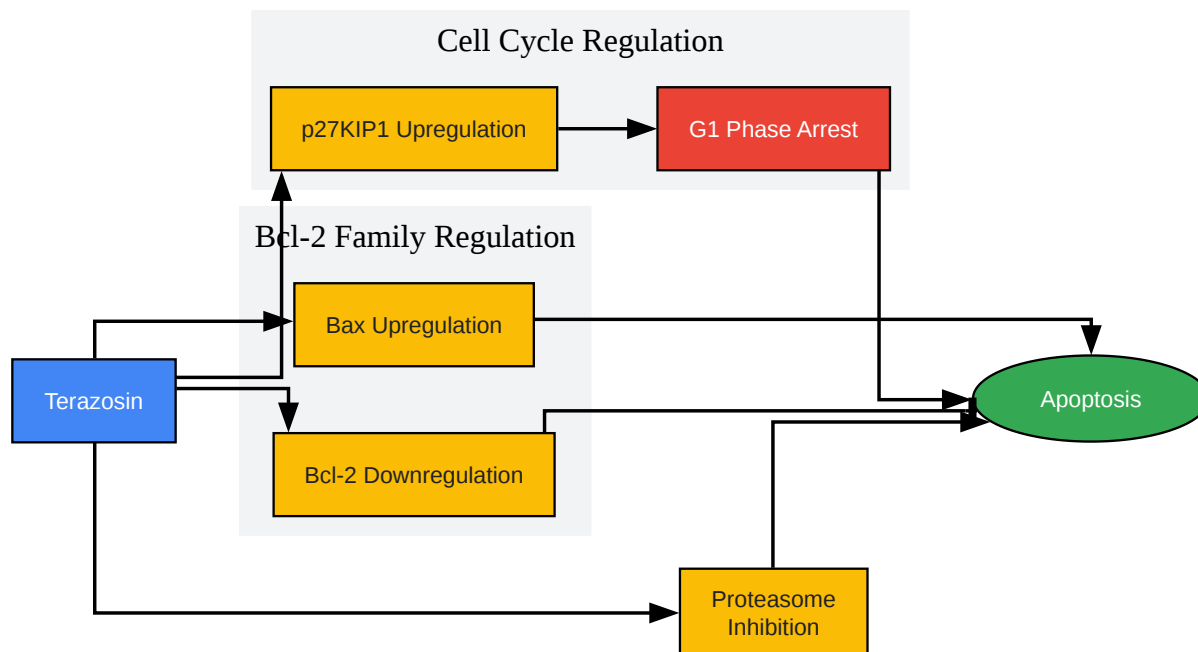 Cell Cycle Regulation
p27KIP1 Upregulation
G1 Phase Arrest
Bcl-2 Family Regulation
Bax Upregulation
Terazosin
Apoptosis
Bcl-2 Downregulation
Proteasome
Inhibition